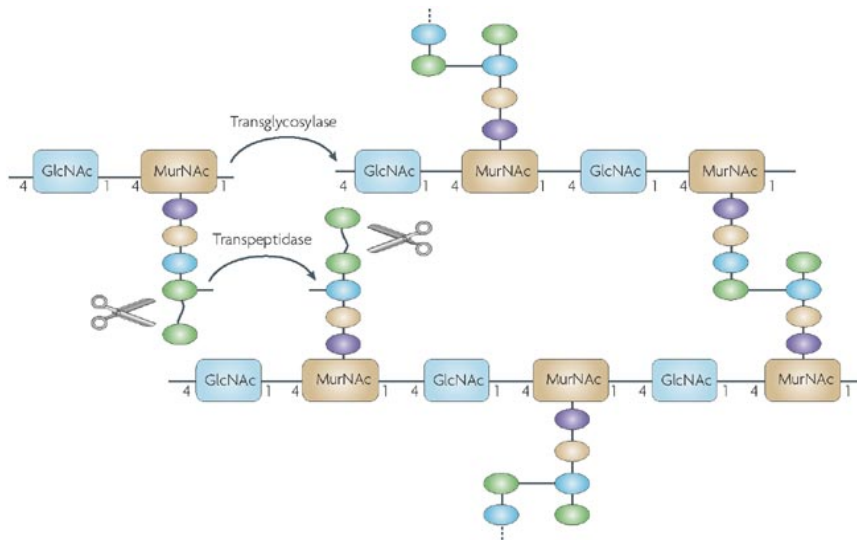 Transglycosylase
GlcNAc MurNAc GlcNAc MurNAc GlcNAc MurNAc
4 1 4 1 4 1 4 1 4 1 4 1
Transpeptidase
GlcNAc MurNAc GlcNAc MurNAc GlcNAc MurNAc
4 1 4 1 4 1 4 1 4 1 4 1